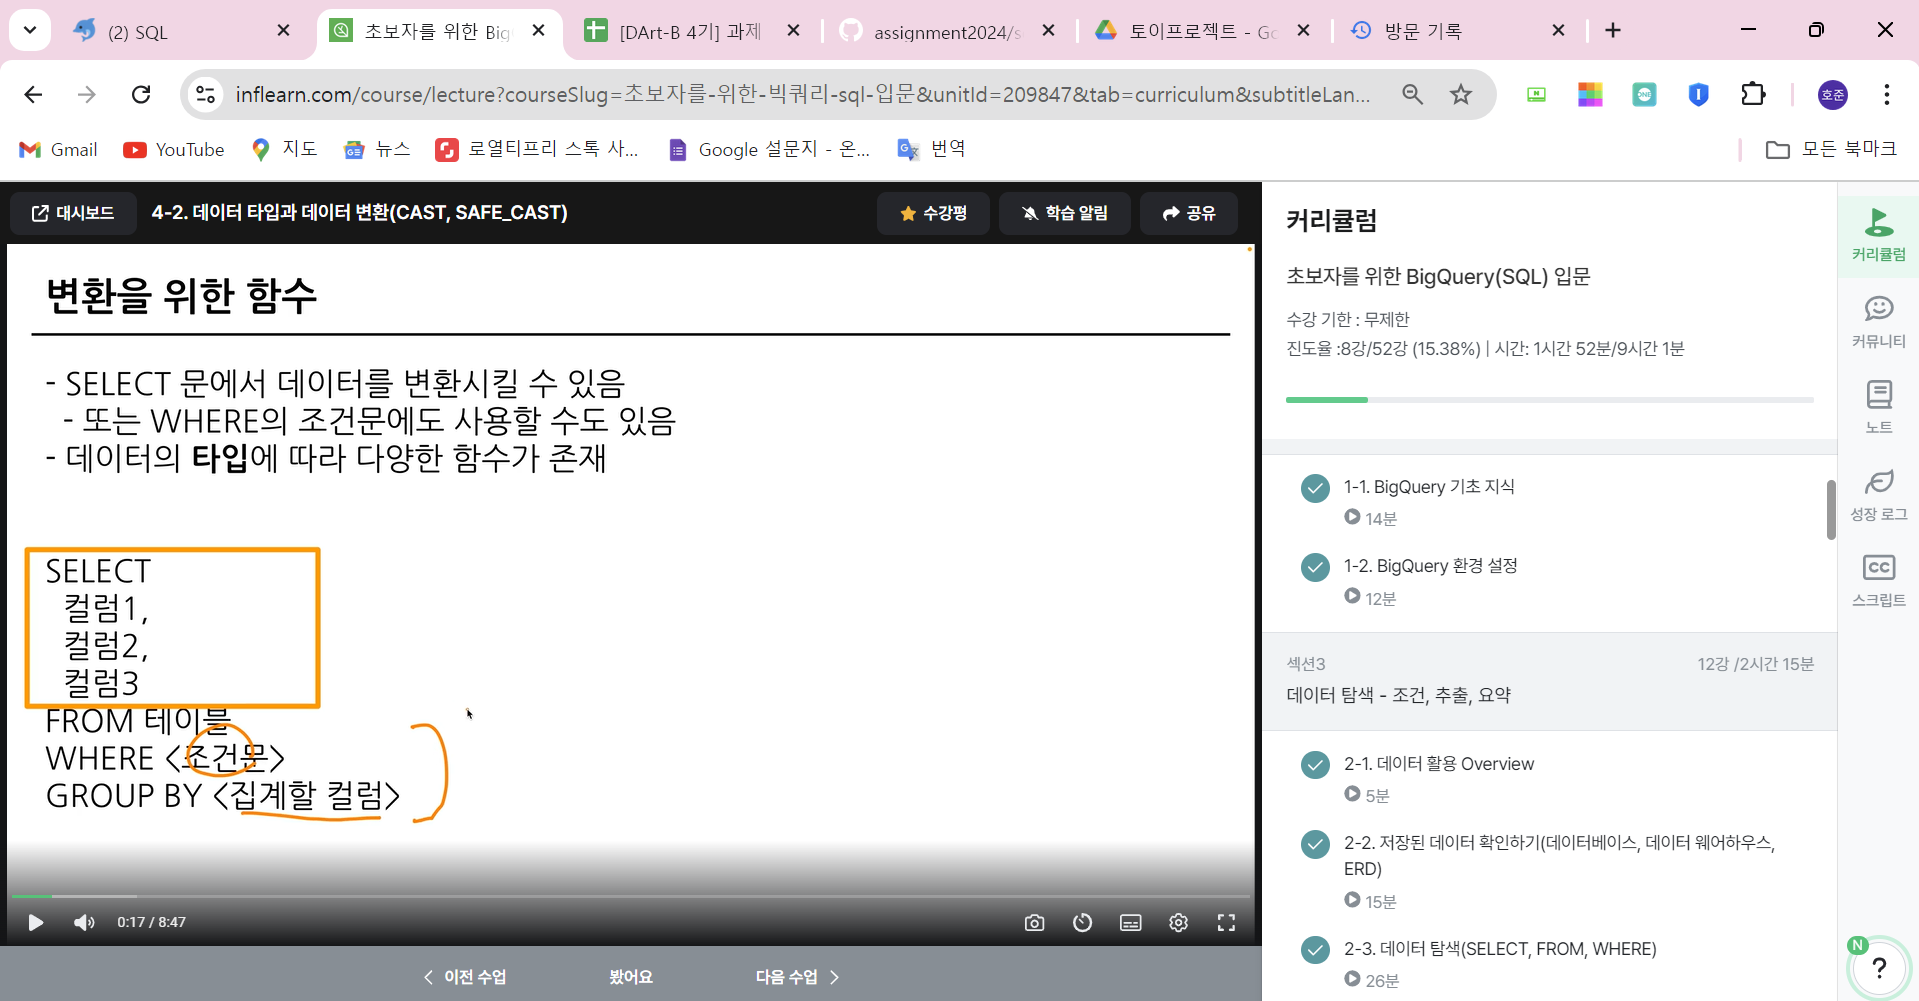 (2) SQL
초보자를 위한 Big
[DArt-B 4기] 과제
assignment2024/s
토이프로젝트 - Go
방문 기록
inflearn.com/course/lecture?courseSlug=초보자를-위한-빅쿼리-sql-입문&unitId=209847&tab=curriculum&subtitleLan...
호준
Gmail
YouTube
지도
뉴스
로열티프리 스톡 사...
Google 설문지 - 온...
번역
모든 북마크
대시보드
4-2. 데이터 타입과 데이터 변환(CAST, SAFE_CAST)
수강평
학습 알림
공유
변환을 위한 함수
- SELECT 문에서 데이터를 변환시킬 수 있음
- 또는 WHERE의 조건문에도 사용할 수도 있음
- 데이터의 타입에 따라 다양한 함수가 존재
SELECT
컬럼1,
컬럼2,
컬럼3
FROM 테이블
WHERE <조건문>
GROUP BY <집계할 컬럼>
0:17 / 8:47
이전 수업
봤어요
다음 수업
커리큘럼
초보자를 위한 BigQuery(SQL) 입문
수강 기한 : 무제한
진도율 :8강/52강 (15.38%) | 시간: 1시간 52분/9시간 1분
1-1. BigQuery 기초 지식
14분
1-2. BigQuery 환경 설정
12분
섹션3
12강 /2시간 15분
데이터 탐색 - 조건, 추출, 요약
2-1. 데이터 활용 Overview
5분
2-2. 저장된 데이터 확인하기(데이터베이스, 데이터 웨어하우스,
ERD)
15분
2-3. 데이터 탐색(SELECT, FROM, WHERE)
26분
커리큘럼
커뮤니티
노트
성장 로그
CC
스크립트
N
?